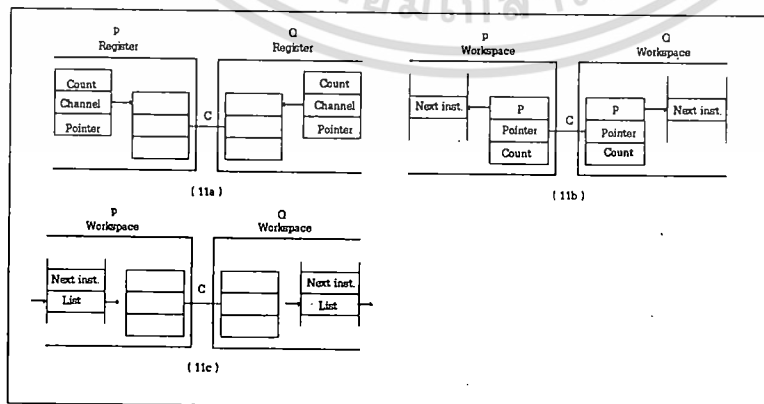 P
Register
Q
Register
Count
Channel
Pointer
C
Count
Channel
Pointer
(11a)
P
Workspace
Q
Workspace
Next inst.
P
Pointer
Count
C
P
Pointer
Count
Next inst.
(11b)
P
Workspace
Q
Workspace
Next inst.
List
C
Next inst.
List
(11c)